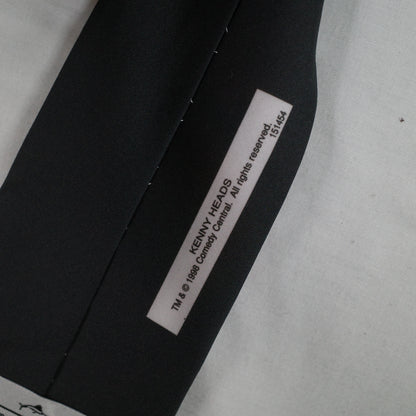 KENNY HEADS
TM & © 1998 Comedy Central. All rights reserved.
151454